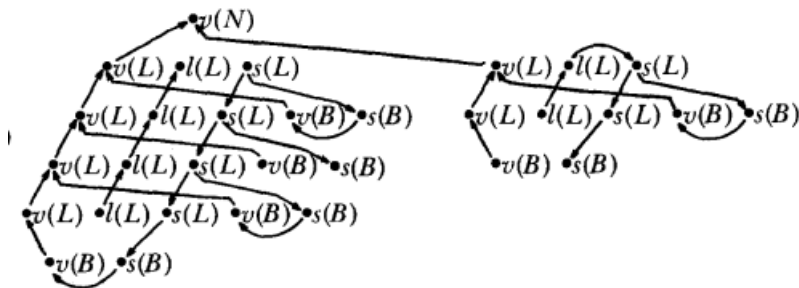 v(N)
v(L) l(L) s(L) v(L) l(L) s(L)
v(L) l(L) s(L) v(B) s(B) v(L) l(L) s(L) v(B) s(B)
v(L) l(L) s(L) v(B) s(B) v(B) s(B)
v(L) l(L) s(L) v(B) s(B)
v(B) s(B)